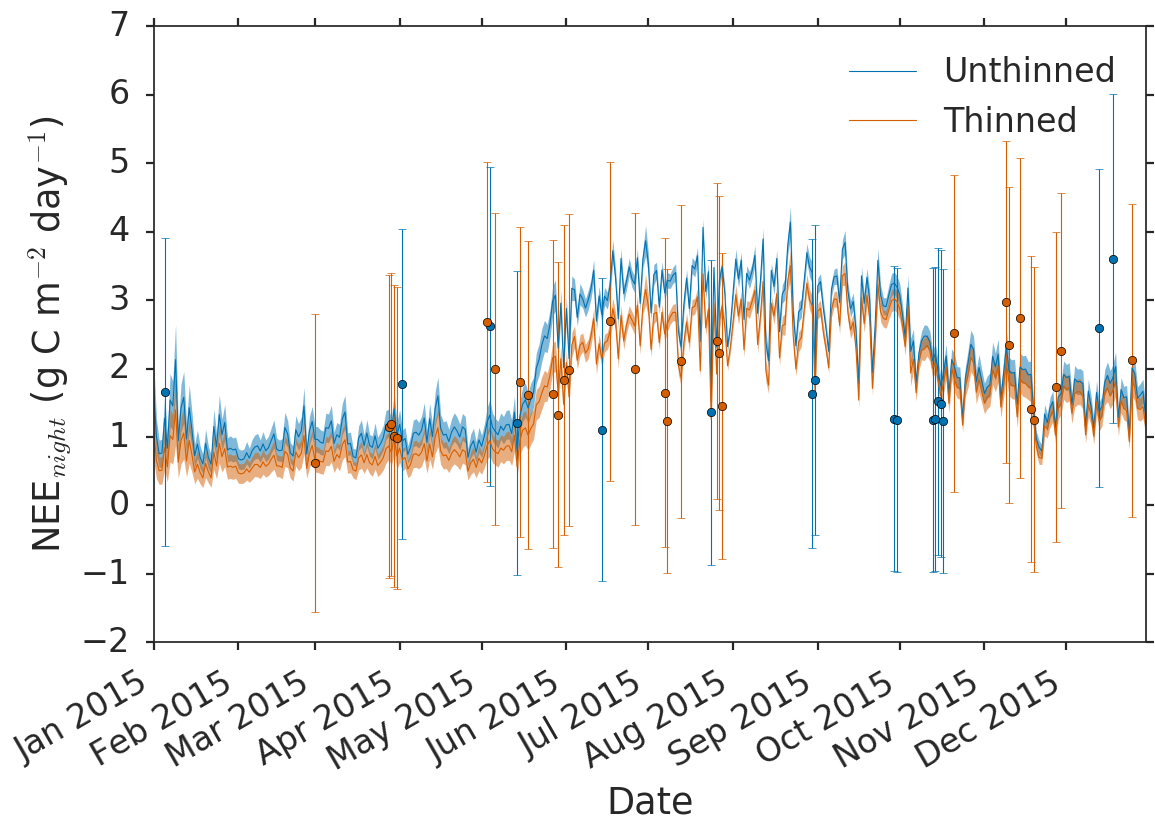 7
6
5
4
3
2
1
0
−1
−2
NEE_night (g C m⁻² day⁻¹)
Unthinned
Thinned
Jan 2015
Feb 2015
Mar 2015
Apr 2015
May 2015
Jun 2015
Jul 2015
Aug 2015
Sep 2015
Oct 2015
Nov 2015
Dec 2015
Date